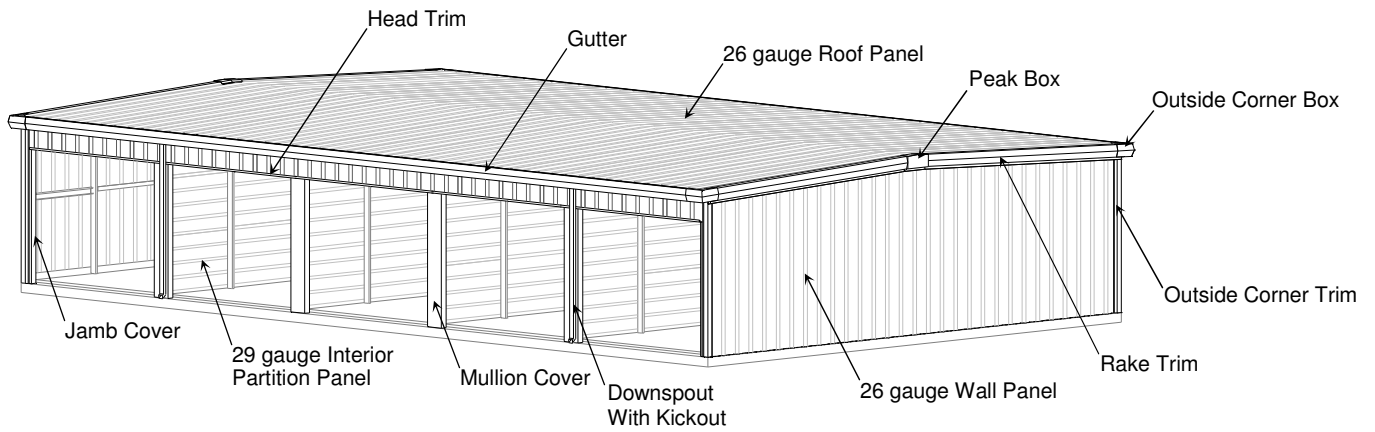 Head Trim
Gutter
26 gauge Roof Panel
Peak Box
Outside Corner Box
Jamb Cover
29 gauge Interior
Partition Panel
Mullion Cover
Downspout
With Kickout
26 gauge Wall Panel
Rake Trim
Outside Corner Trim